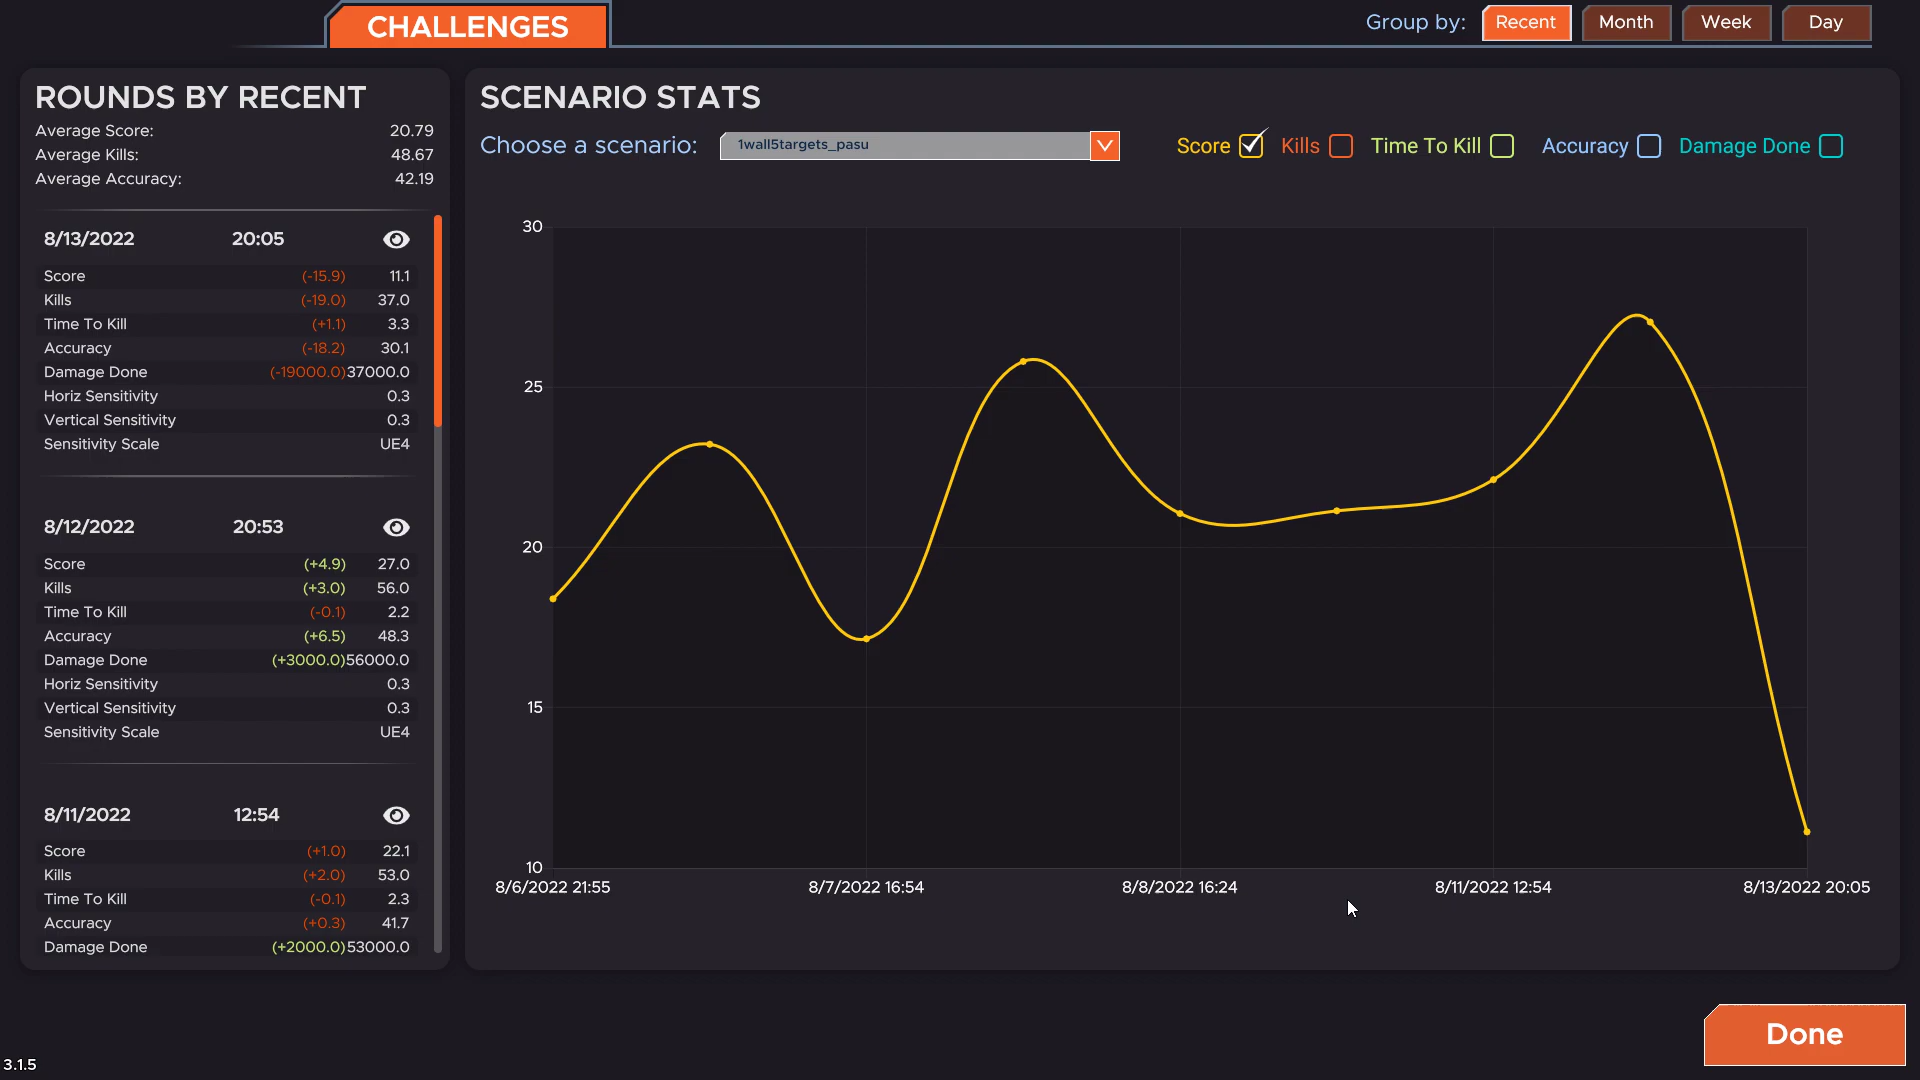 CHALLENGES
Group by: Recent Month Week Day
ROUNDS BY RECENT
Average Score: 20.79
Average Kills: 48.67
Average Accuracy: 42.19
8/13/2022 20:05
Score (-15.9) 11.1
Kills (-19.0) 37.0
Time To Kill (+1.1) 3.3
Accuracy (-18.2) 30.1
Damage Done (-19000.0)37000.0
Horiz Sensitivity 0.3
Vertical Sensitivity 0.3
Sensitivity Scale UE4
8/12/2022 20:53
Score (+4.9) 27.0
Kills (+3.0) 56.0
Time To Kill (-0.1) 2.2
Accuracy (+6.5) 48.3
Damage Done (+3000.0)56000.0
Horiz Sensitivity 0.3
Vertical Sensitivity 0.3
Sensitivity Scale UE4
8/11/2022 12:54
Score (+1.0) 22.1
Kills (+2.0) 53.0
Time To Kill (-0.1) 2.3
Accuracy (+0.3) 41.7
Damage Done (+2000.0)53000.0
SCENARIO STATS
Choose a scenario: 1wall5targets_pasu
Score Kills Time To Kill Accuracy Damage Done
30
25
20
15
10
8/6/2022 21:55 8/7/2022 16:54 8/8/2022 16:24 8/11/2022 12:54 8/13/2022 20:05
Done
3.1.5